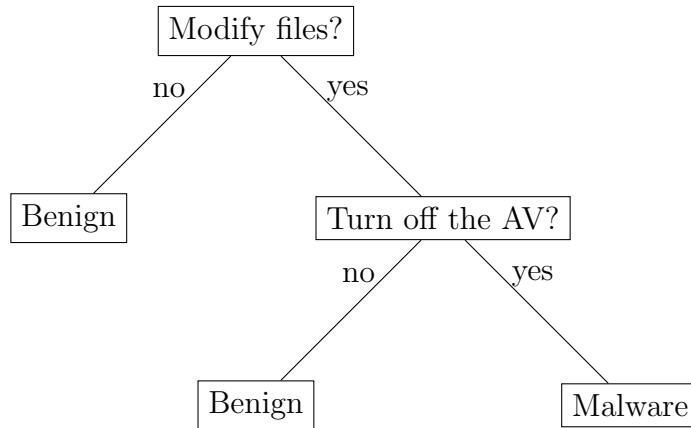 Modify files?
no
yes
Benign
Turn off the AV?
no
yes
Benign
Malware